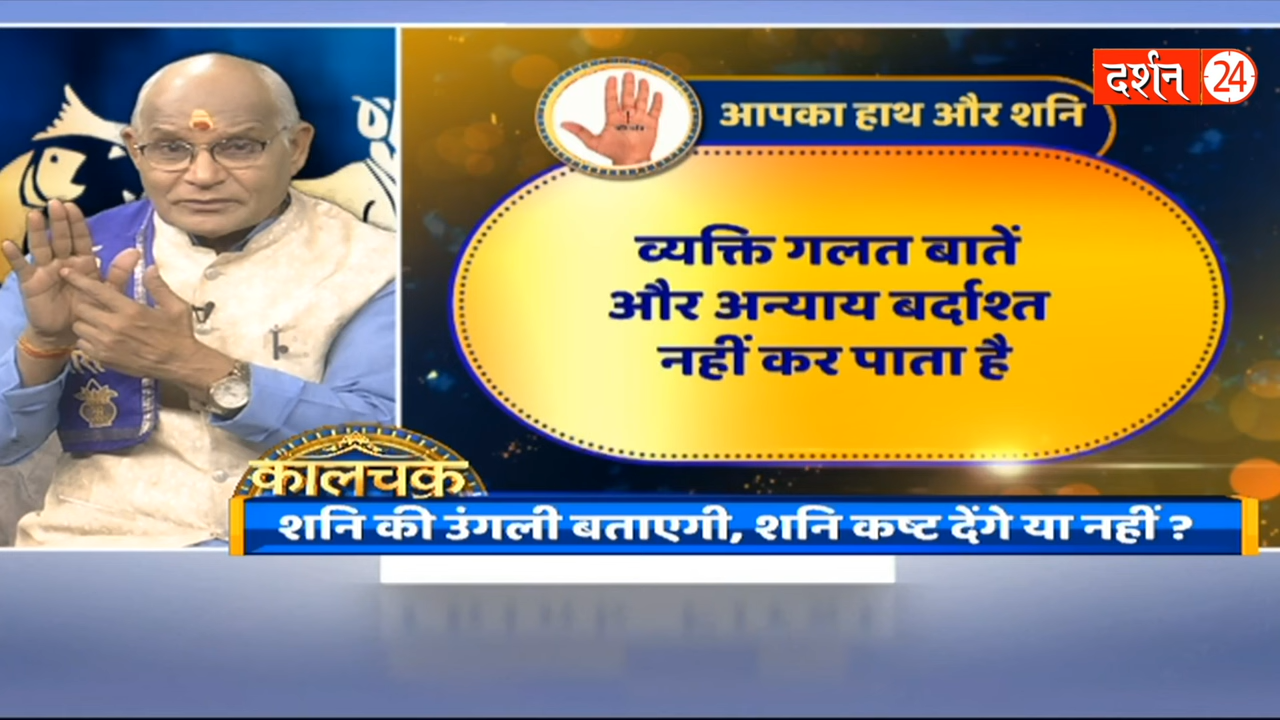 दर्शन 24
आपका हाथ और शनि
व्यक्ति गलत बातें
और अन्याय बर्दाश्त
नहीं कर पाता है
कालचक्र
शनि की उंगली बताएगी, शनि कष्ट देंगे या नहीं ?